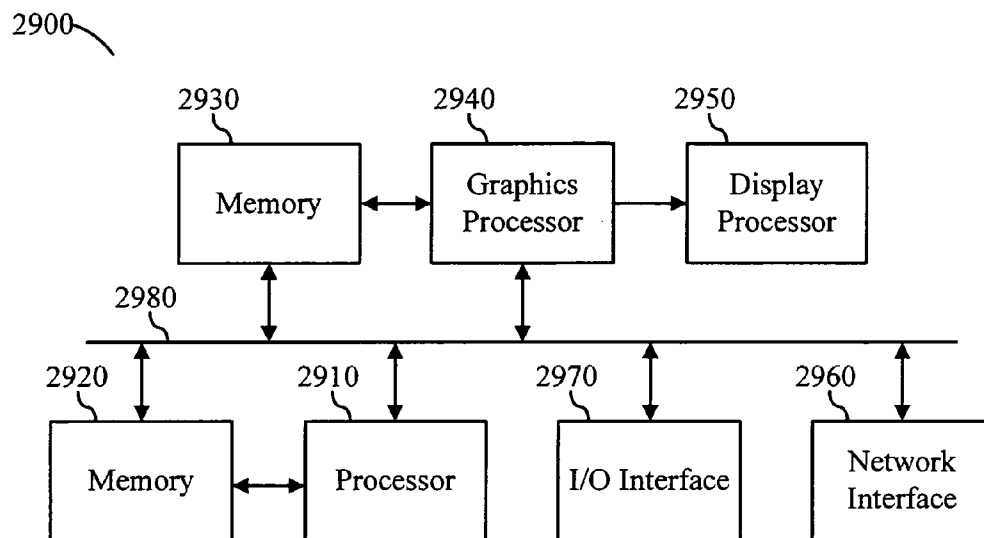 2900
2930
2940
2950
Memory
Graphics
Processor
Display
Processor
2980
2920
2910
2970
2960
Memory
Processor
I/O Interface
Network
Interface